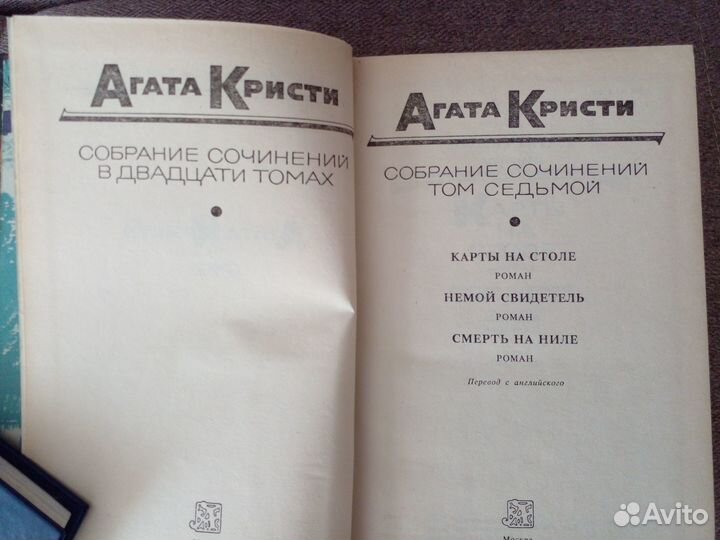 Агата Кристи
СОБРАНИЕ СОЧИНЕНИЙ
В ДВАДЦАТИ ТОМАХ
Агата Кристи
СОБРАНИЕ СОЧИНЕНИЙ
ТОМ СЕДЬМОЙ
КАРТЫ НА СТОЛЕ
РОМАН
НЕМОЙ СВИДЕТЕЛЬ
РОМАН
СМЕРТЬ НА НИЛЕ
РОМАН
Перевод с английского
Москва
Avito